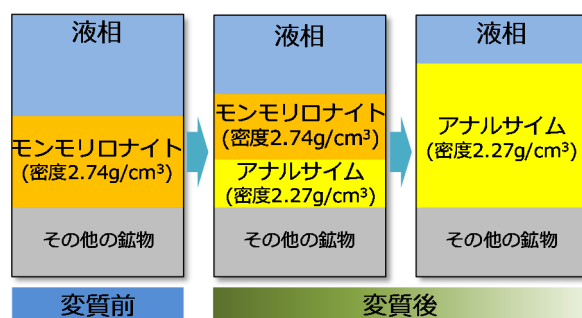 液相
モンモリロナイト
(密度2.74g/cm³)
その他の鉱物
変質前
液相
モンモリロナイト
(密度2.74g/cm³)
アナルサイム
(密度2.27g/cm³)
その他の鉱物
液相
アナルサイム
(密度2.27g/cm³)
その他の鉱物
変質後